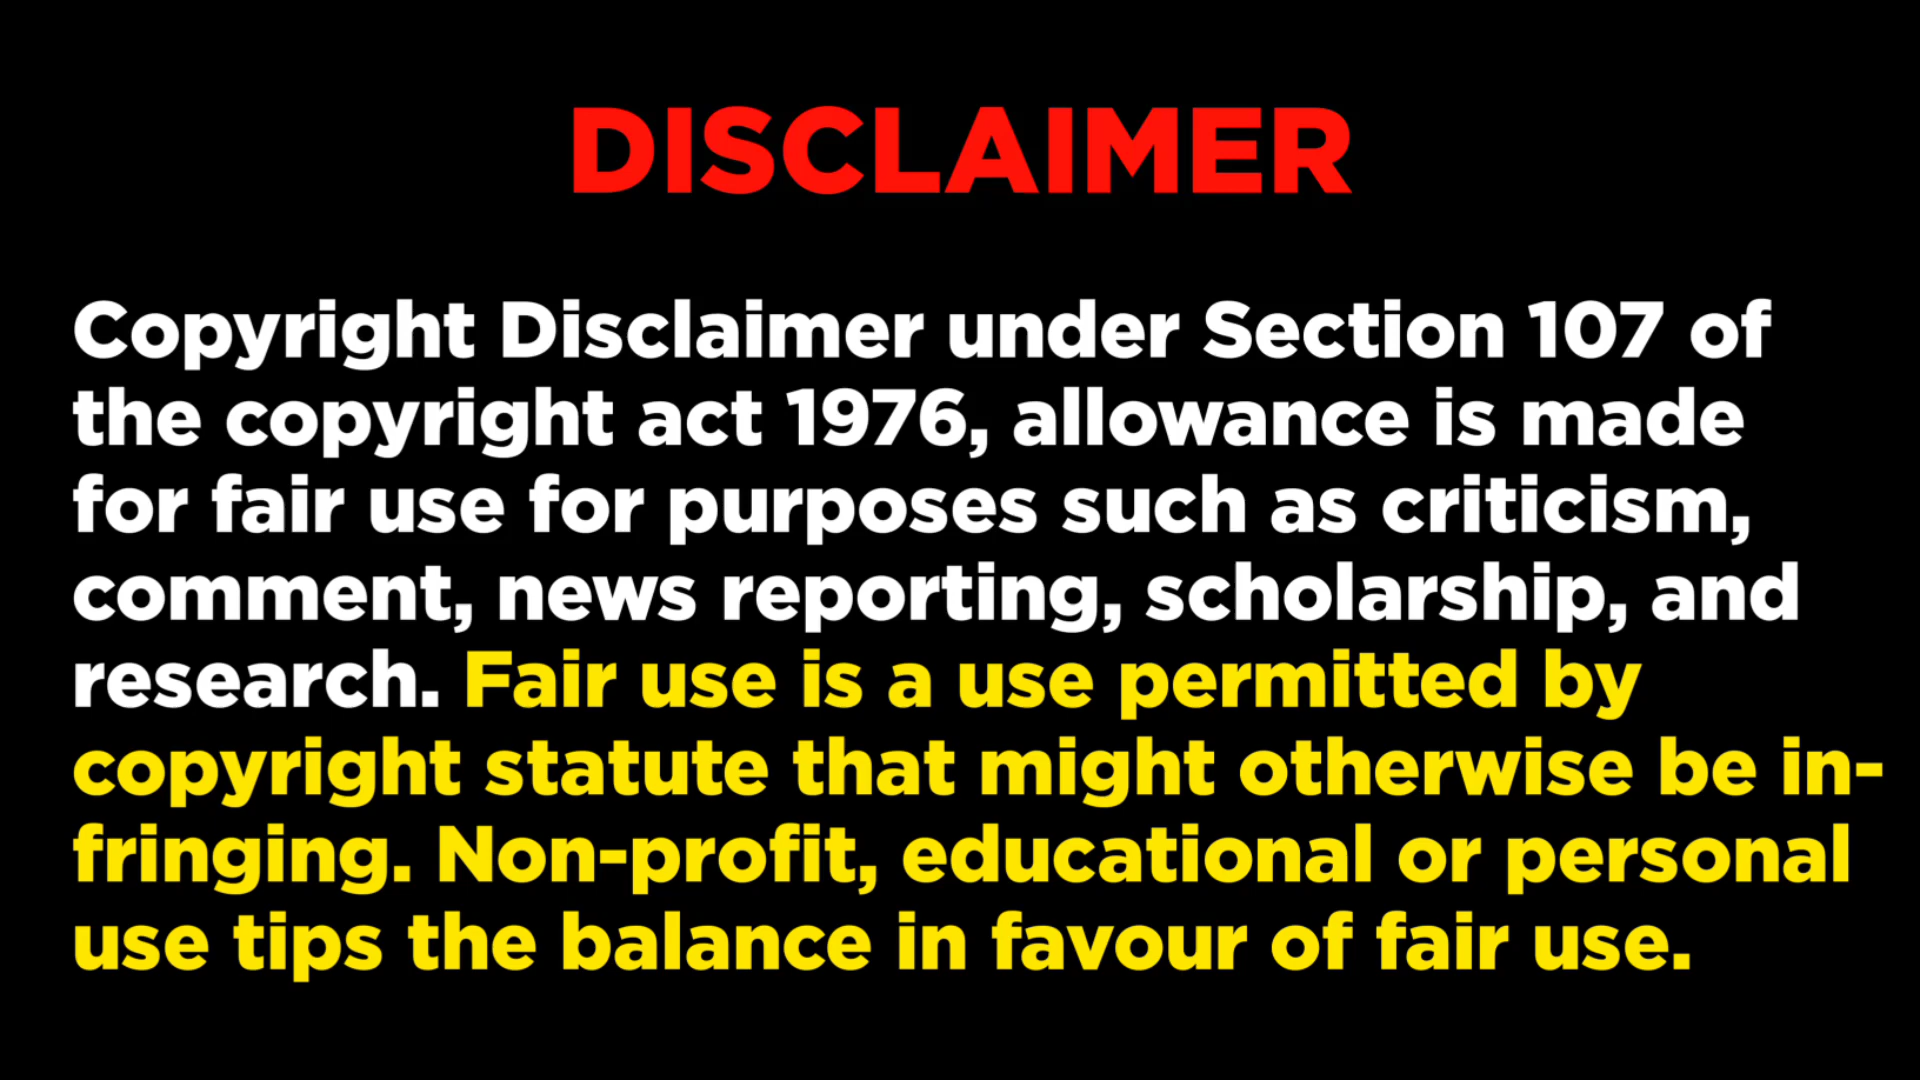 DISCLAIMER
Copyright Disclaimer under Section 107 of
the copyright act 1976, allowance is made
for fair use for purposes such as criticism,
comment, news reporting, scholarship, and
research. Fair use is a use permitted by
copyright statute that might otherwise be in-
fringing. Non-profit, educational or personal
use tips the balance in favour of fair use.